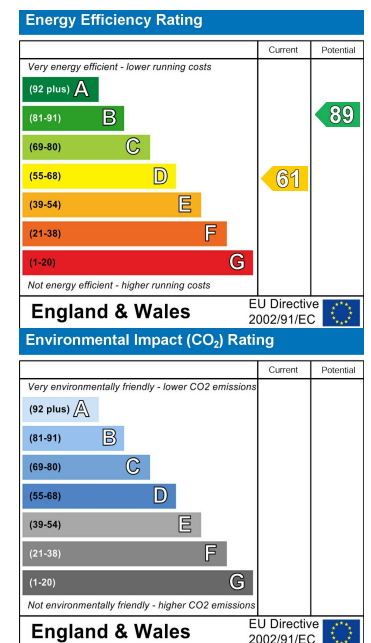 Energy Efficiency Rating
Current Potential
Very energy efficient - lower running costs
(92 plus) A
(81-91) B
89
(69-80) C
(55-68) D
61
(39-54) E
(21-38) F
(1-20) G
Not energy efficient - higher running costs
England & Wales
EU Directive
2002/91/EC
Environmental Impact (CO₂) Rating
Current Potential
Very environmentally friendly - lower CO2 emissions
(92 plus) A
(81-91) B
(69-80) C
(55-68) D
(39-54) E
(21-38) F
(1-20) G
Not environmentally friendly - higher CO2 emissions
England & Wales
EU Directive
2002/91/EC